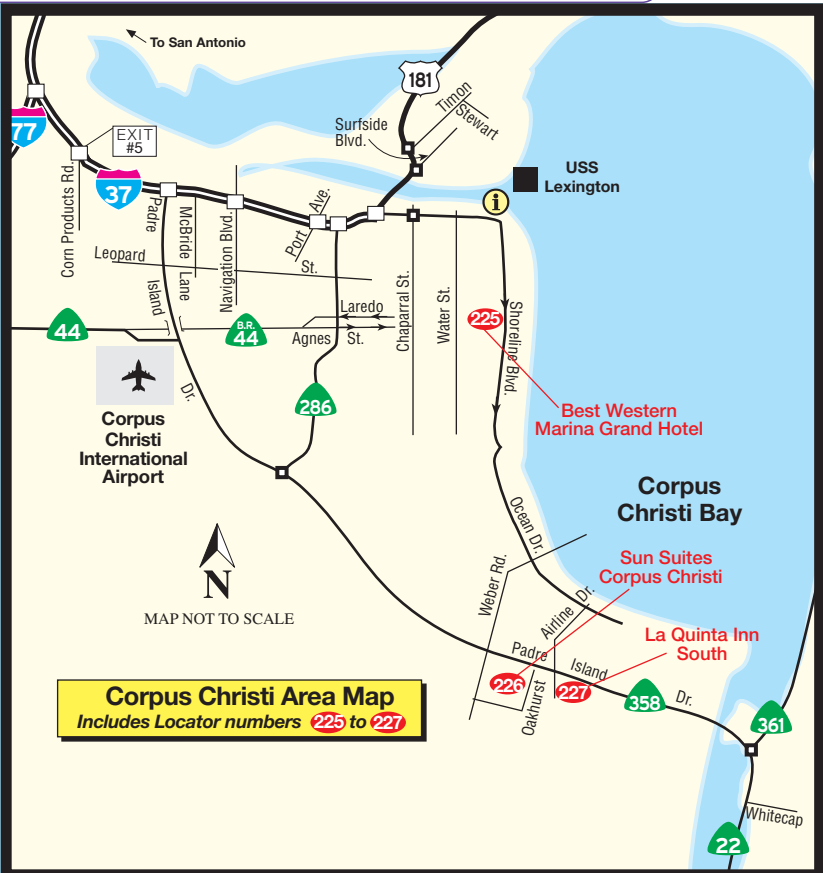 To San Antonio
181
Timon
Stewart
Surfside
Blvd.
77
EXIT
#5
37
USS
Lexington
i
Corn Products Rd.
Padre
Island
Dr.
McBride
Lane
Navigation Blvd.
Port
Ave.
Leopard
St.
Chaparral St.
Water St.
Shoreline Blvd.
44
B.R.
44
Laredo
Agnes
St.
225
286
Corpus
Christi
International
Airport
Best Western
Marina Grand Hotel
Corpus
Christi Bay
Ocean Dr.
N
MAP NOT TO SCALE
Sun Suites
Corpus Christi
Weber Rd.
Airline Dr.
La Quinta Inn
South
Padre
Island
Dr.
226
227
Oakhurst
358
361
Corpus Christi Area Map
Includes Locator numbers 225 to 227
Whitecap
22